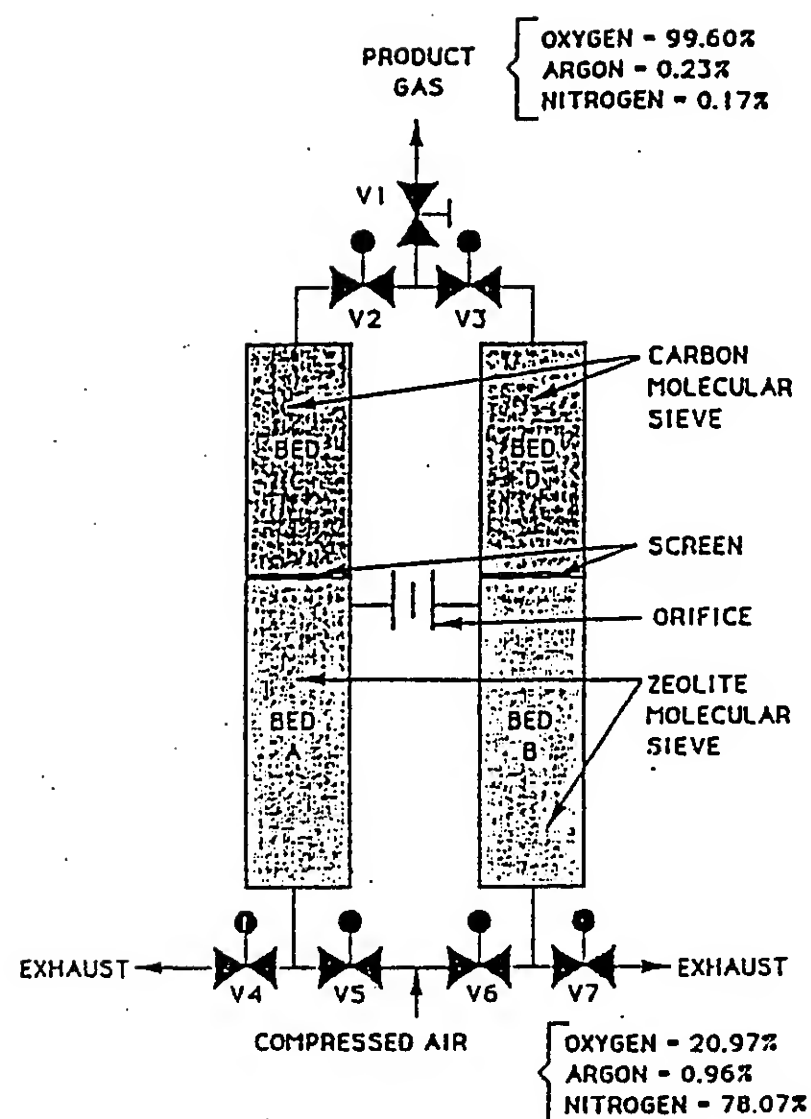 PRODUCT
GAS
OXYGEN - 99.60%
ARGON - 0.23%
NITROGEN - 0.17%
V1
V2
V3
CARBON
MOLECULAR
SIEVE
BED
C
BED
D
SCREEN
ORIFICE
ZEOLITE
MOLECULAR
SIEVE
BED
A
BED
B
EXHAUST
V4
V5
V6
V7
EXHAUST
COMPRESSED AIR
OXYGEN - 20.97%
ARGON - 0.96%
NITROGEN - 78.07%